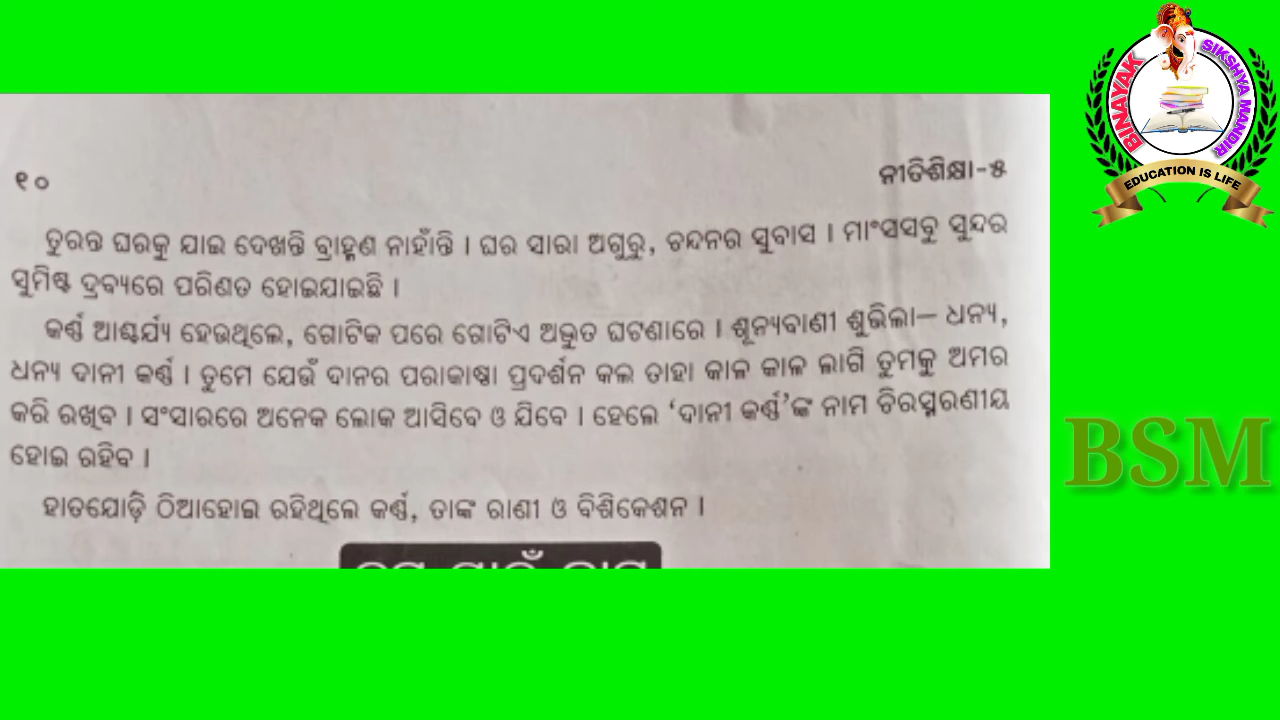 BINAYAK SIKSHYA MANDIR
EDUCATION IS LIFE
୧୦
ନୀତିଶିକ୍ଷା-୫
ତୁରନ୍ତ ଘରକୁ ଯାଇ ଦେଖନ୍ତି ବ୍ରାହ୍ମଣ ନାହାଁନ୍ତି । ଘର ସାରା ଅଗୁରୁ, ଚନ୍ଦନର ସୁବାସ । ମାଂସସବୁ ସୁନ୍ଦର
ସୁମିଷ୍ଟ ଦ୍ରବ୍ୟରେ ପରିଣତ ହୋଇଯାଇଛି ।
କର୍ଣ୍ଣ ଆଶ୍ଚର୍ଯ୍ୟ ହେଉଥିଲେ, ଗୋଟିକ ପରେ ଗୋଟିଏ ଅଦ୍ଭୁତ ଘଟଣାରେ । ଶୂନ୍ୟବାଣୀ ଶୁଭିଲା— ଧନ୍ୟ,
ଧନ୍ୟ ଦାନୀ କର୍ଣ୍ଣ । ତୁମେ ଯେଉଁ ଦାନର ପରାକାଷ୍ଠା ପ୍ରଦର୍ଶନ କଲ ତାହା କାଳ କାଳ ଲାଗି ତୁମକୁ ଅମର
କରି ରଖିବ । ସଂସାରରେ ଅନେକ ଲୋକ ଆସିବେ ଓ ଯିବେ । ହେଲେ ‘ଦାନୀ କର୍ଣ୍ଣ’ଙ୍କ ନାମ ଚିରସ୍ମରଣୀୟ
ହୋଇ ରହିବ ।
ହାତଯୋଡ଼ି ଠିଆହୋଇ ରହିଥିଲେ କର୍ଣ୍ଣ, ତାଙ୍କ ରାଣୀ ଓ ବିଶିକେଶନ ।
BSM